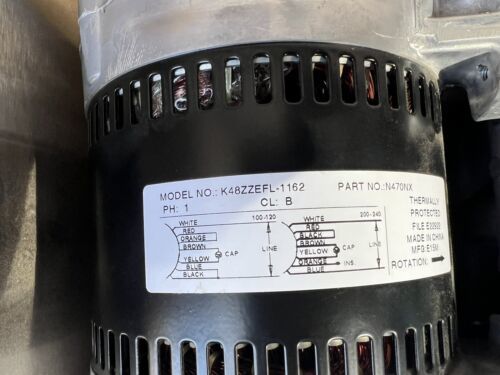 MODEL NO.: K48ZZEFL-1162 PART NO.: N470NX
PH: 1 CL: B
THERMALLY
PROTECTED
MADE IN CHINA
ROTATION:
100-120
WHITE
RED
ORANGE
BROWN
YELLOW
BLUE
BLACK
CAP
LINE
200-240
WHITE
RED
BLACK
BROWN
YELLOW
ORANGE
BLUE
CAP
INS.
LINE